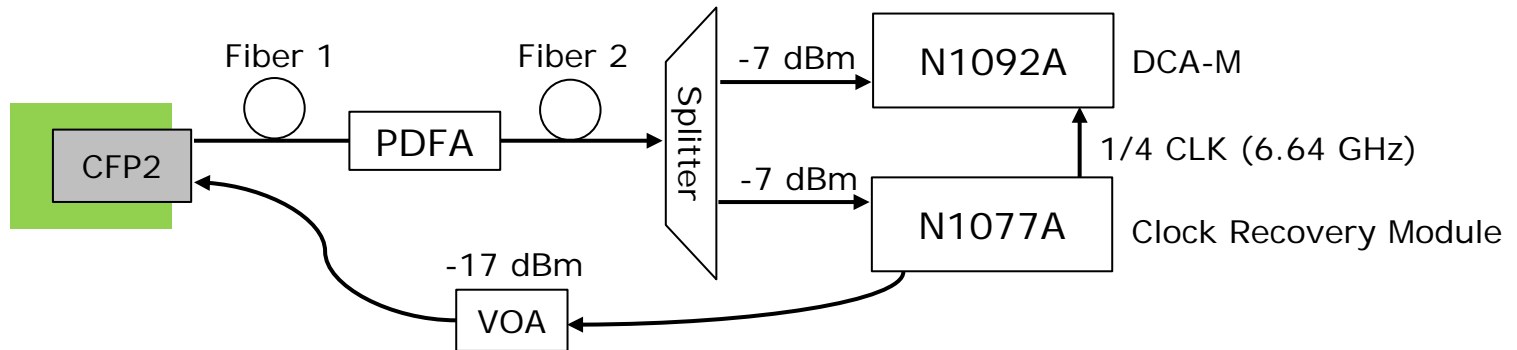 Fiber 1
Fiber 2
-7 dBm
N1092A
DCA-M
PDFA
Splitter
CFP2
1/4 CLK (6.64 GHz)
-7 dBm
N1077A
Clock Recovery Module
-17 dBm
VOA